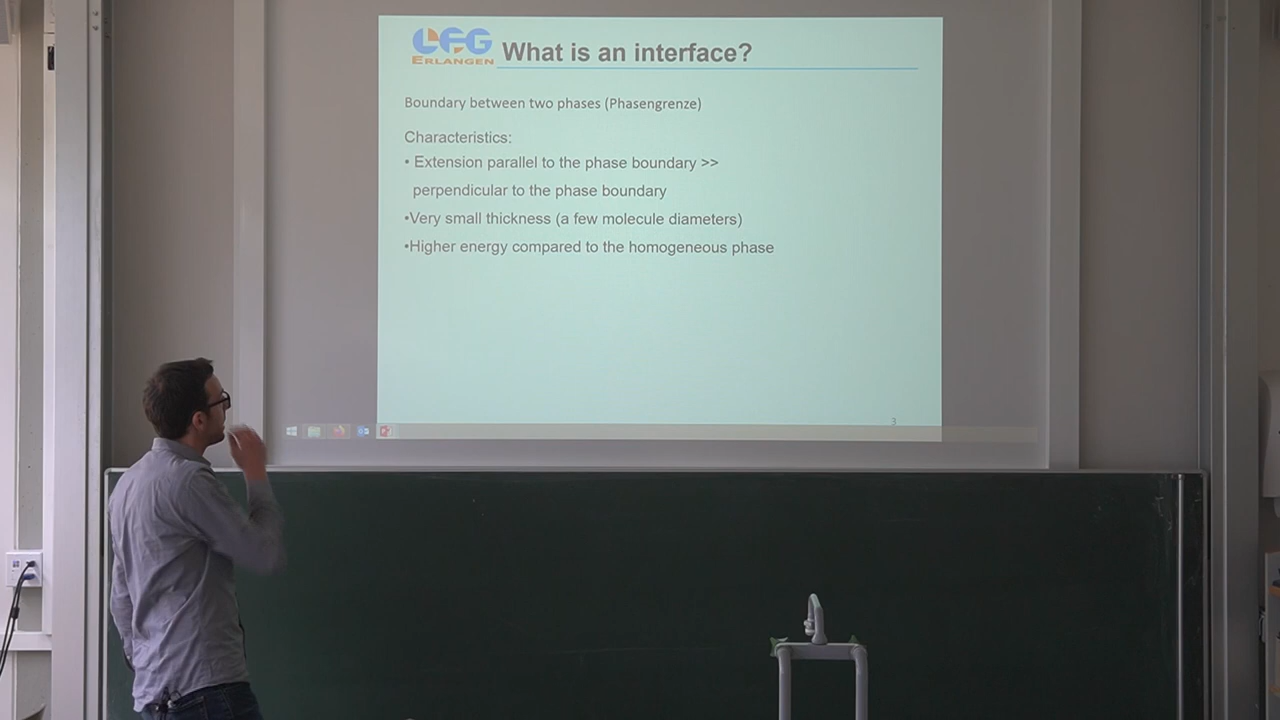 LFG
ERLANGEN
What is an interface?
Boundary between two phases (Phasengrenze)
Characteristics:
• Extension parallel to the phase boundary >>
perpendicular to the phase boundary
•Very small thickness (a few molecule diameters)
•Higher energy compared to the homogeneous phase
3